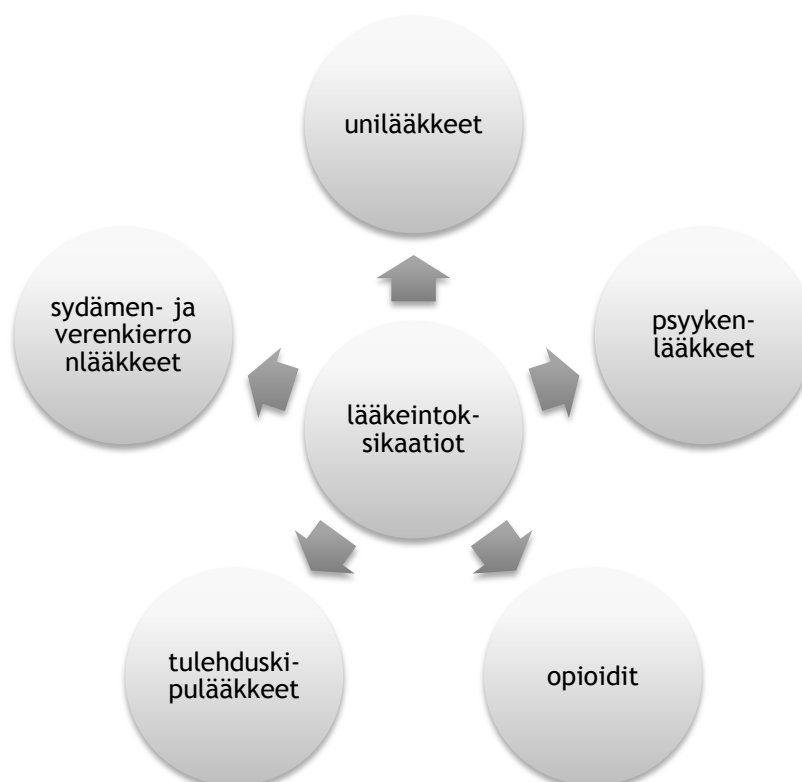 unilääkkeet
sydämen- ja
verenkierro
nlääkkeet
psyyken-
lääkkeet
lääkeintok-
sikaatiot
tulehduski-
pulääkkeet
opioidit